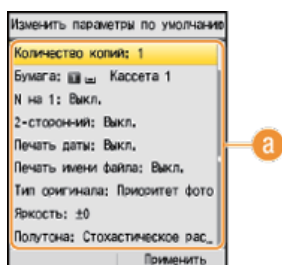 Изменить параметры по умолчанию
Количество копий: 1
Бумага: Кассета 1
N на 1: Выкл.
2-сторонний: Выкл.
Печать даты: Выкл.
Печать имени файла: Выкл.
Тип оригинала: Приоритет фото
Яркость: ±0
Полутона: Стохастическое рас_
Применить
a